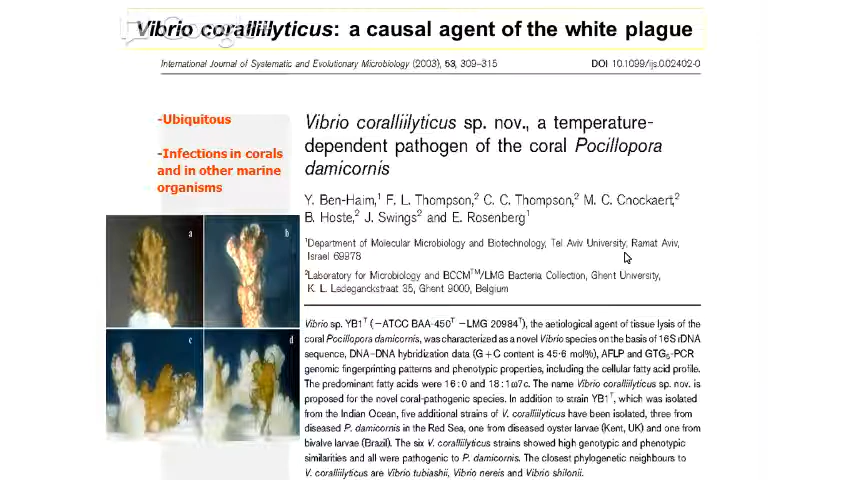 Vibrio coralliilyticus: a causal agent of the white plague
International Journal of Systematic and Evolutionary Microbiology (2003), 53, 309–315
DOI 10.1099/ijs.0.02402-0
-Ubiquitous
-Infections in corals
and in other marine
organisms
Vibrio coralliilyticus sp. nov., a temperature-
dependent pathogen of the coral Pocillopora
damicornis
Y. Ben-Haim,1 F. L. Thompson,2 C. C. Thompson,2 M. C. Cnockaert,2
B. Hoste,2 J. Swings2 and E. Rosenberg1
1Department of Molecular Microbiology and Biotechnology, Tel Aviv University, Ramat Aviv,
Israel 69978
2Laboratory for Microbiology and BCCMTM/LMG Bacteria Collection, Ghent University,
K. L. Ledeganckstraat 35, Ghent 9000, Belgium
a
b
c
d
Vibrio sp. YB1T (=ATCC BAA-450T =LMG 20984T), the aetiological agent of tissue lysis of the
coral Pocillopora damicornis, was characterized as a novel Vibrio species on the basis of 16S rDNA
sequence, DNA–DNA hybridization data (G+C content is 45·6 mol%), AFLP and GTG5-PCR
genomic fingerprinting patterns and phenotypic properties, including the cellular fatty acid profile.
The predominant fatty acids were 16:0 and 18:1ω7c. The name Vibrio coralliilyticus sp. nov. is
proposed for the novel coral-pathogenic species. In addition to strain YB1T, which was isolated
from the Indian Ocean, five additional strains of V. coralliilyticus have been isolated, three from
diseased P. damicornis in the Red Sea, one from diseased oyster larvae (Kent, UK) and one from
bivalve larvae (Brazil). The six V. coralliilyticus strains showed high genotypic and phenotypic
similarities and all were pathogenic to P. damicornis. The closest phylogenetic neighbours to
V. coralliilyticus are Vibrio tubiashii, Vibrio nereis and Vibrio shilonii.